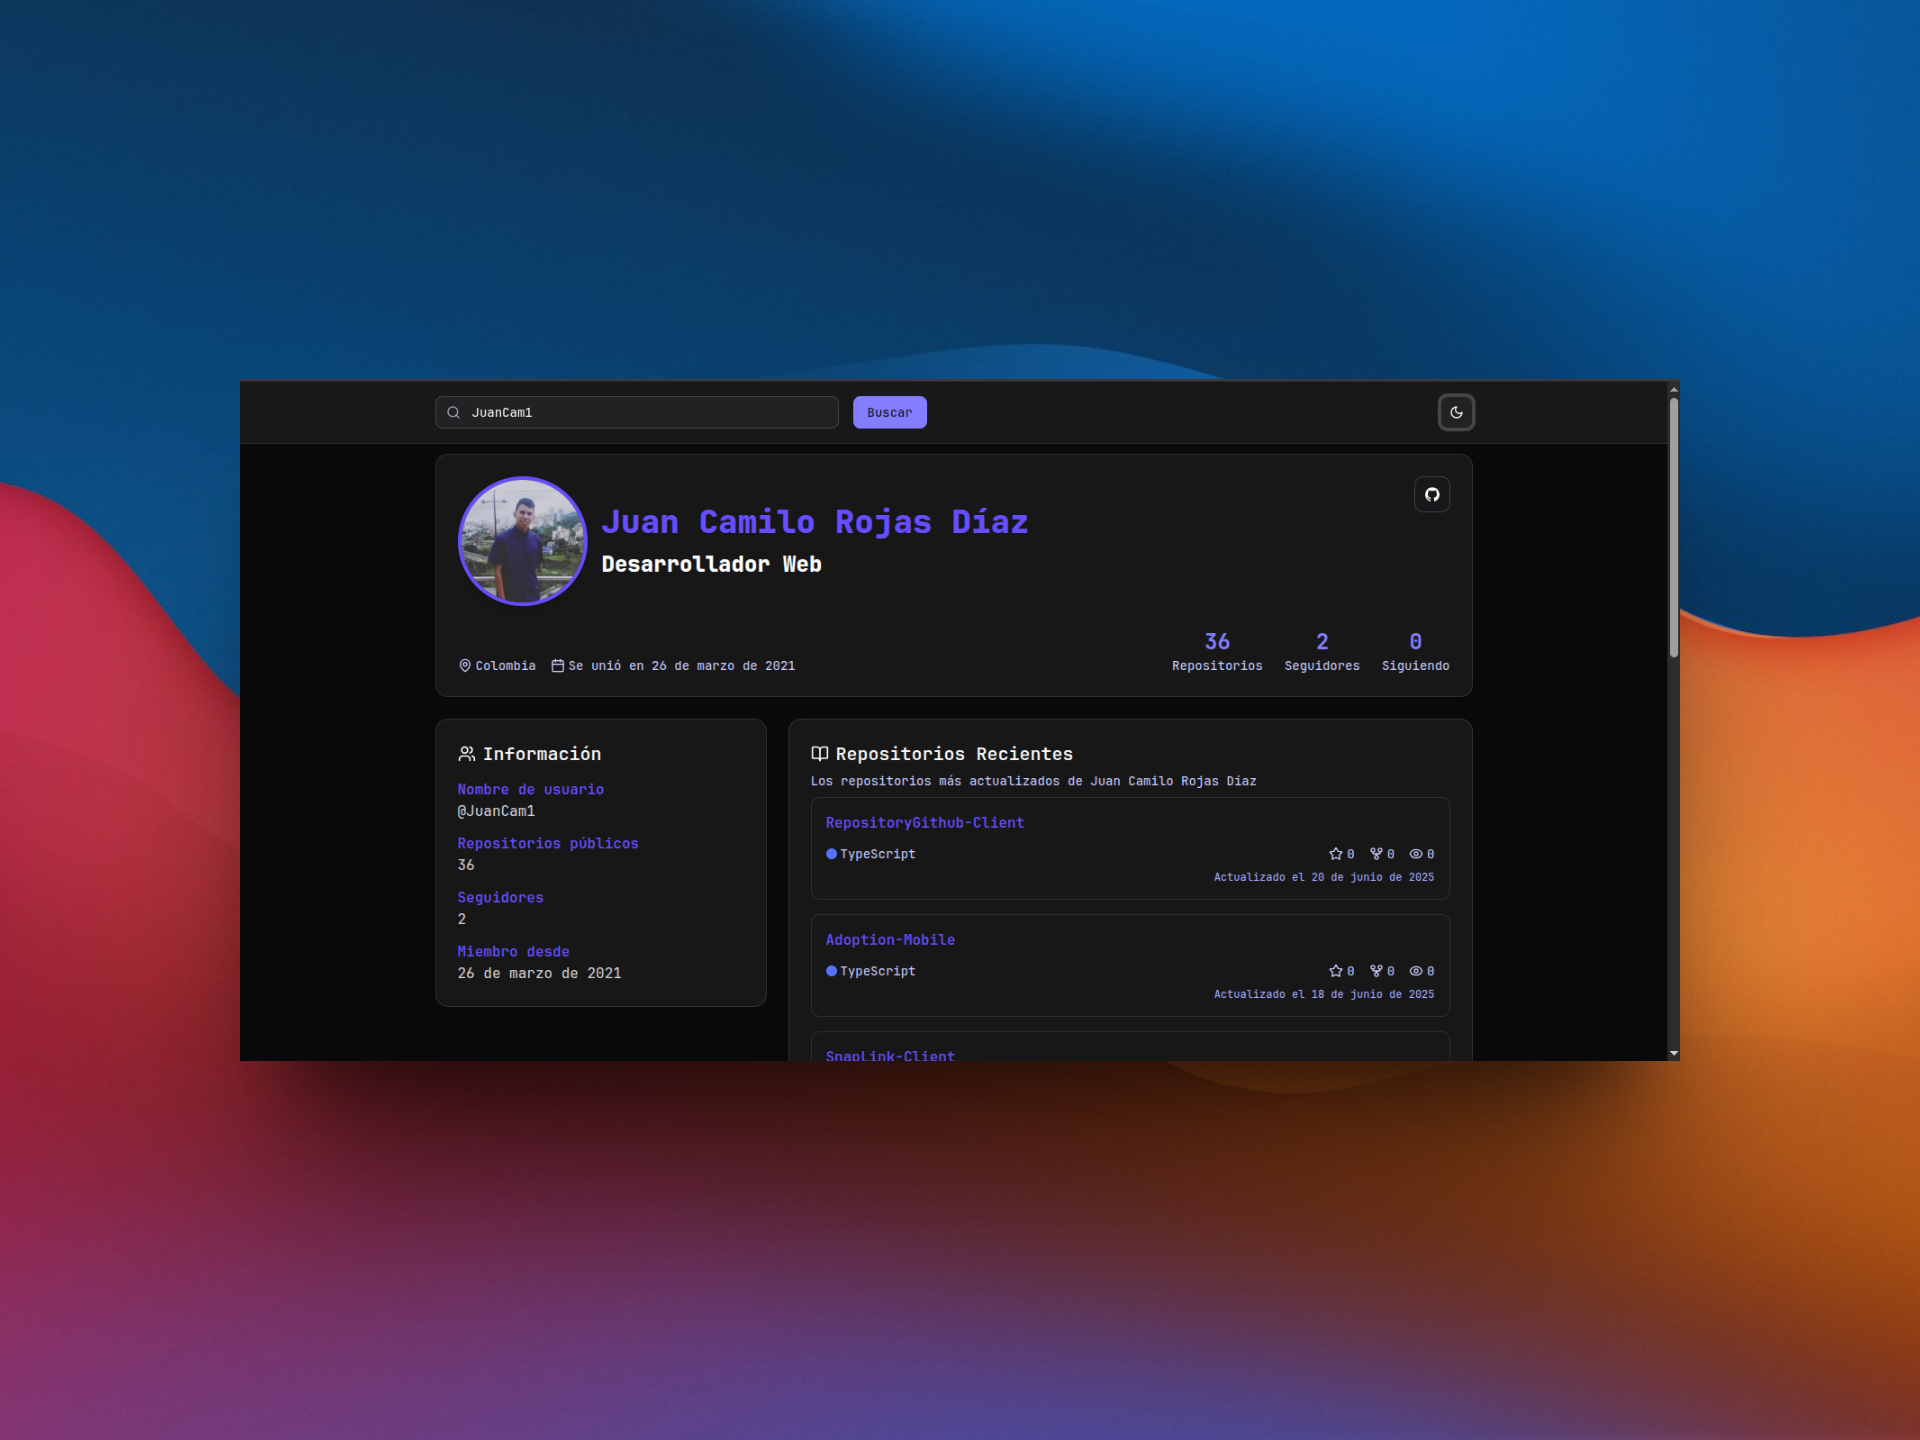 JuanCam1
Buscar
Juan Camilo Rojas Díaz
Desarrollador Web
Colombia
Se unió en 26 de marzo de 2021
36
Repositorios
2
Seguidores
0
Siguiendo
Información
Nombre de usuario
@JuanCam1
Repositorios públicos
36
Seguidores
2
Miembro desde
26 de marzo de 2021
Repositorios Recientes
Los repositorios más actualizados de Juan Camilo Rojas Díaz
RepositoryGithub-Client
TypeScript
0 0 0
Actualizado el 20 de junio de 2025
Adoption-Mobile
TypeScript
0 0 0
Actualizado el 18 de junio de 2025
SnapLink-Client